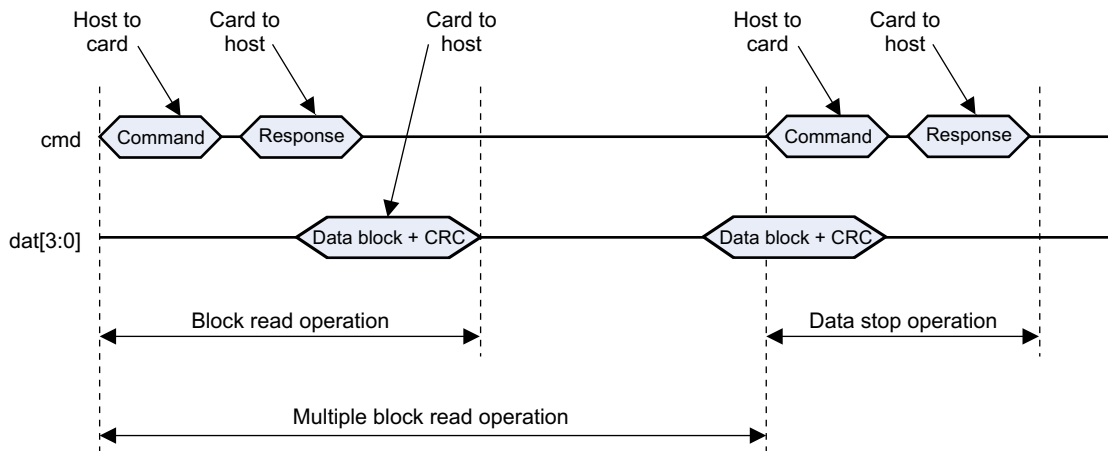 Host to
card
Card to
host
Card to
host
Host to
card
Card to
host
cmd
Command
Response
Command
Response
dat[3:0]
Data block + CRC
Data block + CRC
Block read operation
Data stop operation
Multiple block read operation